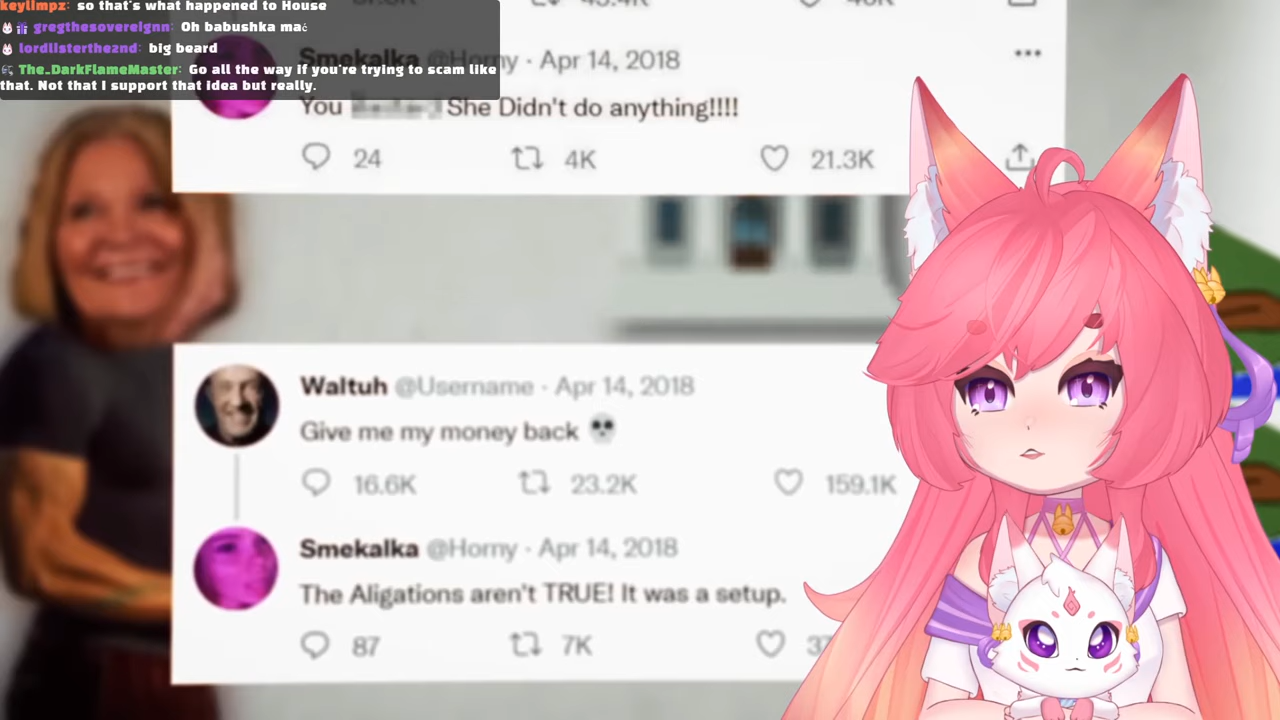 keylimpz: so that's what happened to House
gregthesovereignn: Oh babushka mać
lordlisterthe2nd: big beard
The_DarkFlameMaster: Go all the way if you're trying to scam like
that. Not that I support that idea but really.
Smekalka @Horny · Apr 14, 2018
You She Didn't do anything!!!!
24 4K 21.3K
Waltuh @Username · Apr 14, 2018
Give me my money back 💀
16.6K 23.2K 159.1K
Smekalka @Horny · Apr 14, 2018
The Aligations aren't TRUE! It was a setup.
87 7K